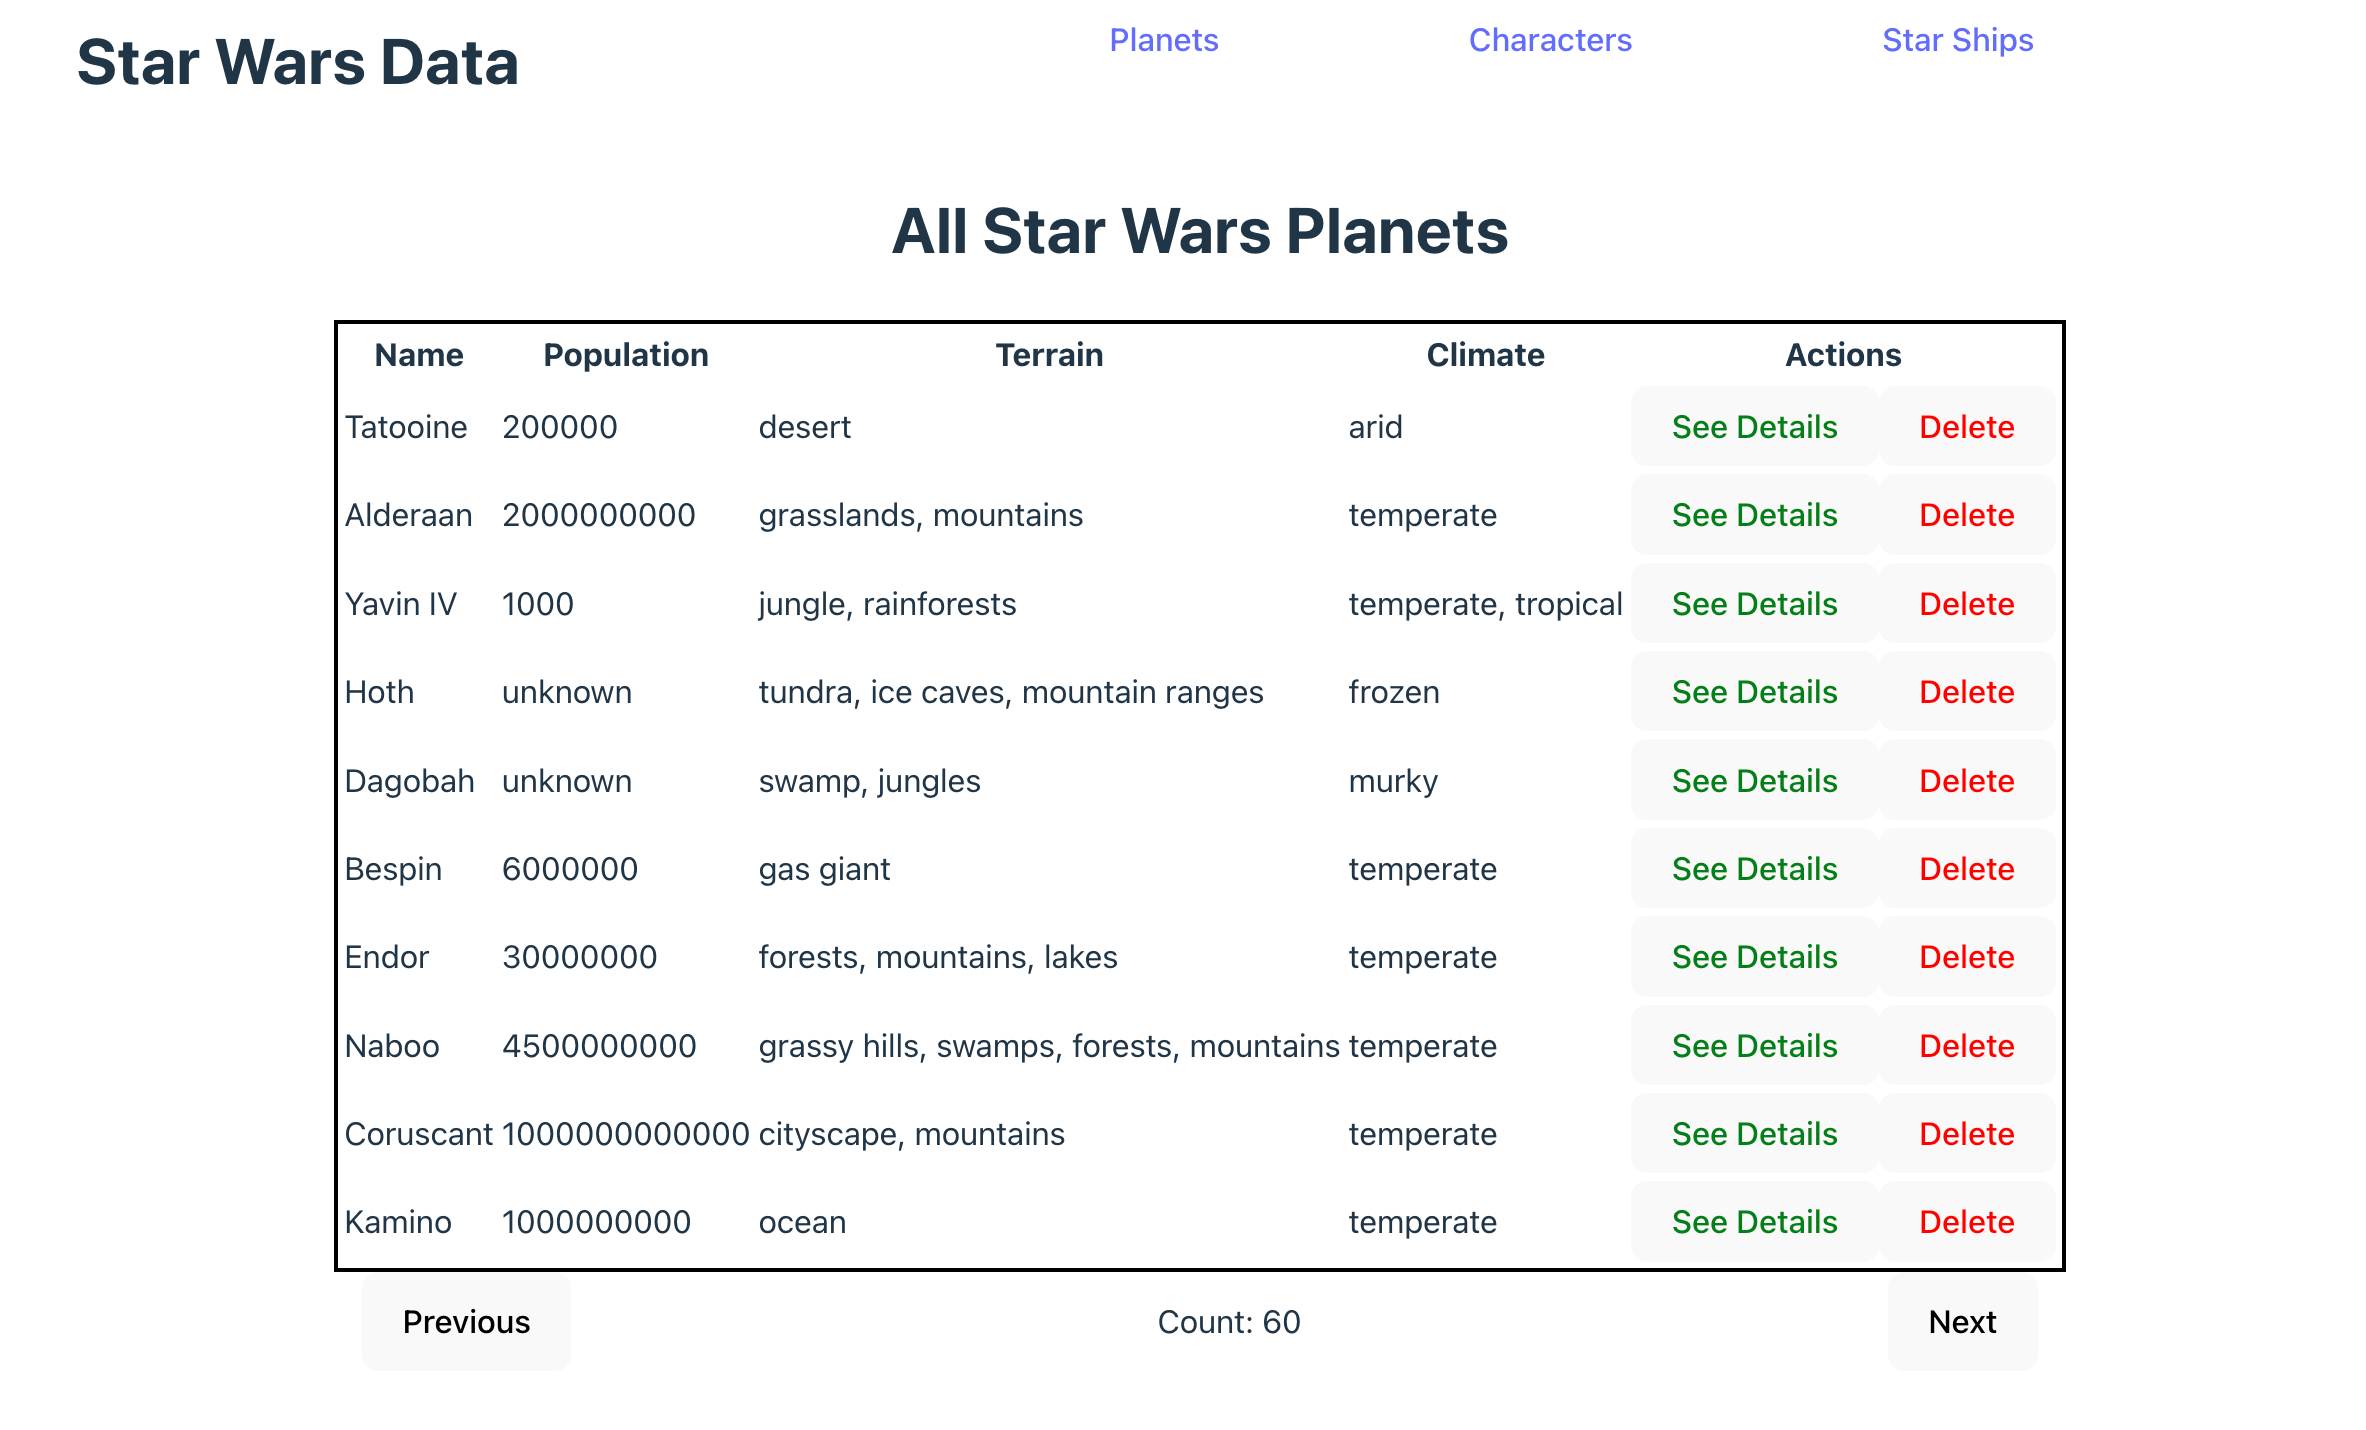 Star Wars Data
Planets Characters Star Ships
All Star Wars Planets
Name Population Terrain Climate Actions
Tatooine 200000 desert arid See Details Delete
Alderaan 2000000000 grasslands, mountains temperate See Details Delete
Yavin IV 1000 jungle, rainforests temperate, tropical See Details Delete
Hoth unknown tundra, ice caves, mountain ranges frozen See Details Delete
Dagobah unknown swamp, jungles murky See Details Delete
Bespin 6000000 gas giant temperate See Details Delete
Endor 30000000 forests, mountains, lakes temperate See Details Delete
Naboo 4500000000 grassy hills, swamps, forests, mountains temperate See Details Delete
Coruscant 1000000000000 cityscape, mountains temperate See Details Delete
Kamino 1000000000 ocean temperate See Details Delete
Previous Count: 60 Next